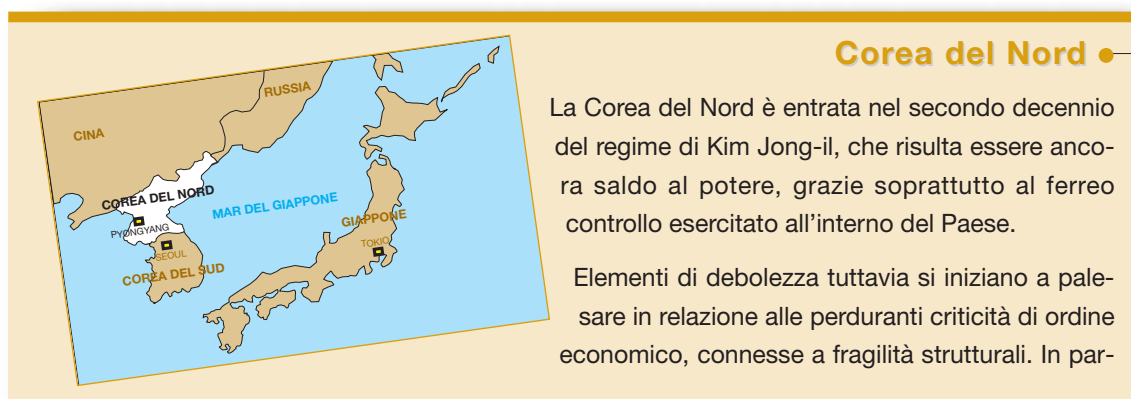 Corea del Nord
CINA
RUSSIA
COREA DEL NORD
PYONGYANG
SEOUL
COREA DEL SUD
MAR DEL GIAPPONE
GIAPPONE
TOKIO
La Corea del Nord è entrata nel secondo decennio
del regime di Kim Jong-il, che risulta essere anco-
ra saldo al potere, grazie soprattutto al ferreo
controllo esercitato all’interno del Paese.
Elementi di debolezza tuttavia si iniziano a pale-
sare in relazione alle perduranti criticità di ordine
economico, connesse a fragilità strutturali. In par-